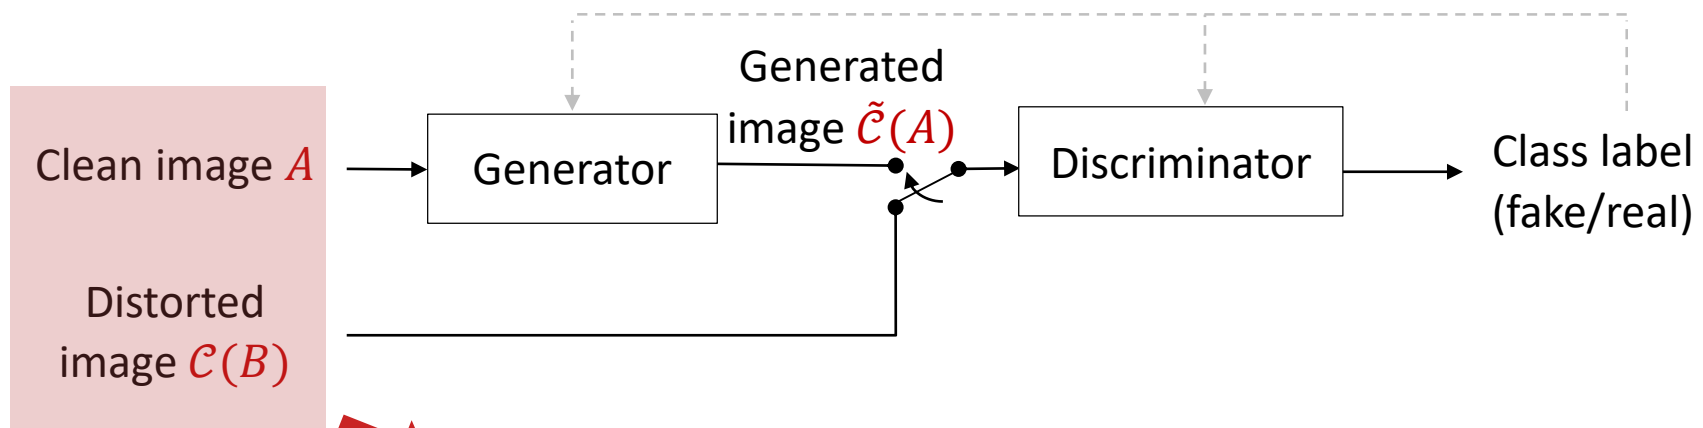 Generated
image C̃(A)
Clean image A
Generator
Discriminator
Class label
(fake/real)
Distorted
image C(B)